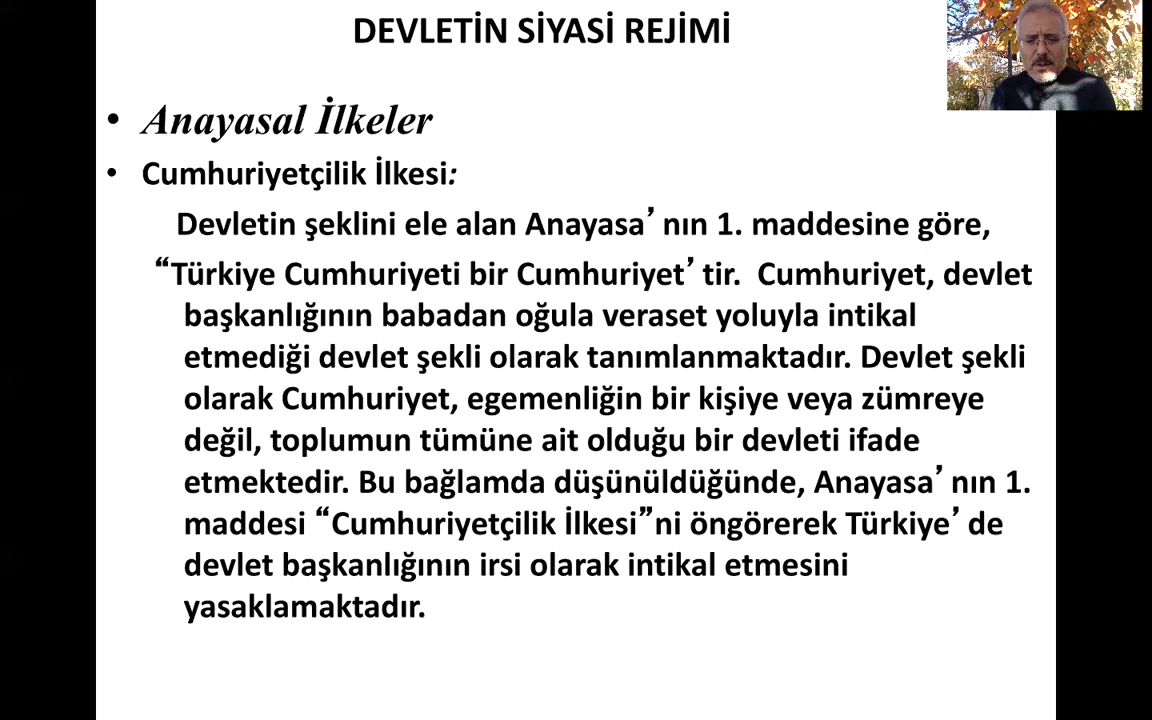 DEVLETİN SİYASİ REJİMİ
• Anayasal İlkeler
• Cumhuriyetçilik İlkesi:
Devletin şeklini ele alan Anayasa’ nın 1. maddesine göre,
“Türkiye Cumhuriyeti bir Cumhuriyet’ tir. Cumhuriyet, devlet
başkanlığının babadan oğula veraset yoluyla intikal
etmediği devlet şekli olarak tanımlanmaktadır. Devlet şekli
olarak Cumhuriyet, egemenliğin bir kişiye veya zümreye
değil, toplumun tümüne ait olduğu bir devleti ifade
etmektedir. Bu bağlamda düşünüldüğünde, Anayasa’ nın 1.
maddesi “Cumhuriyetçilik İlkesi”ni öngörerek Türkiye’ de
devlet başkanlığının irsi olarak intikal etmesini
yasaklamaktadır.